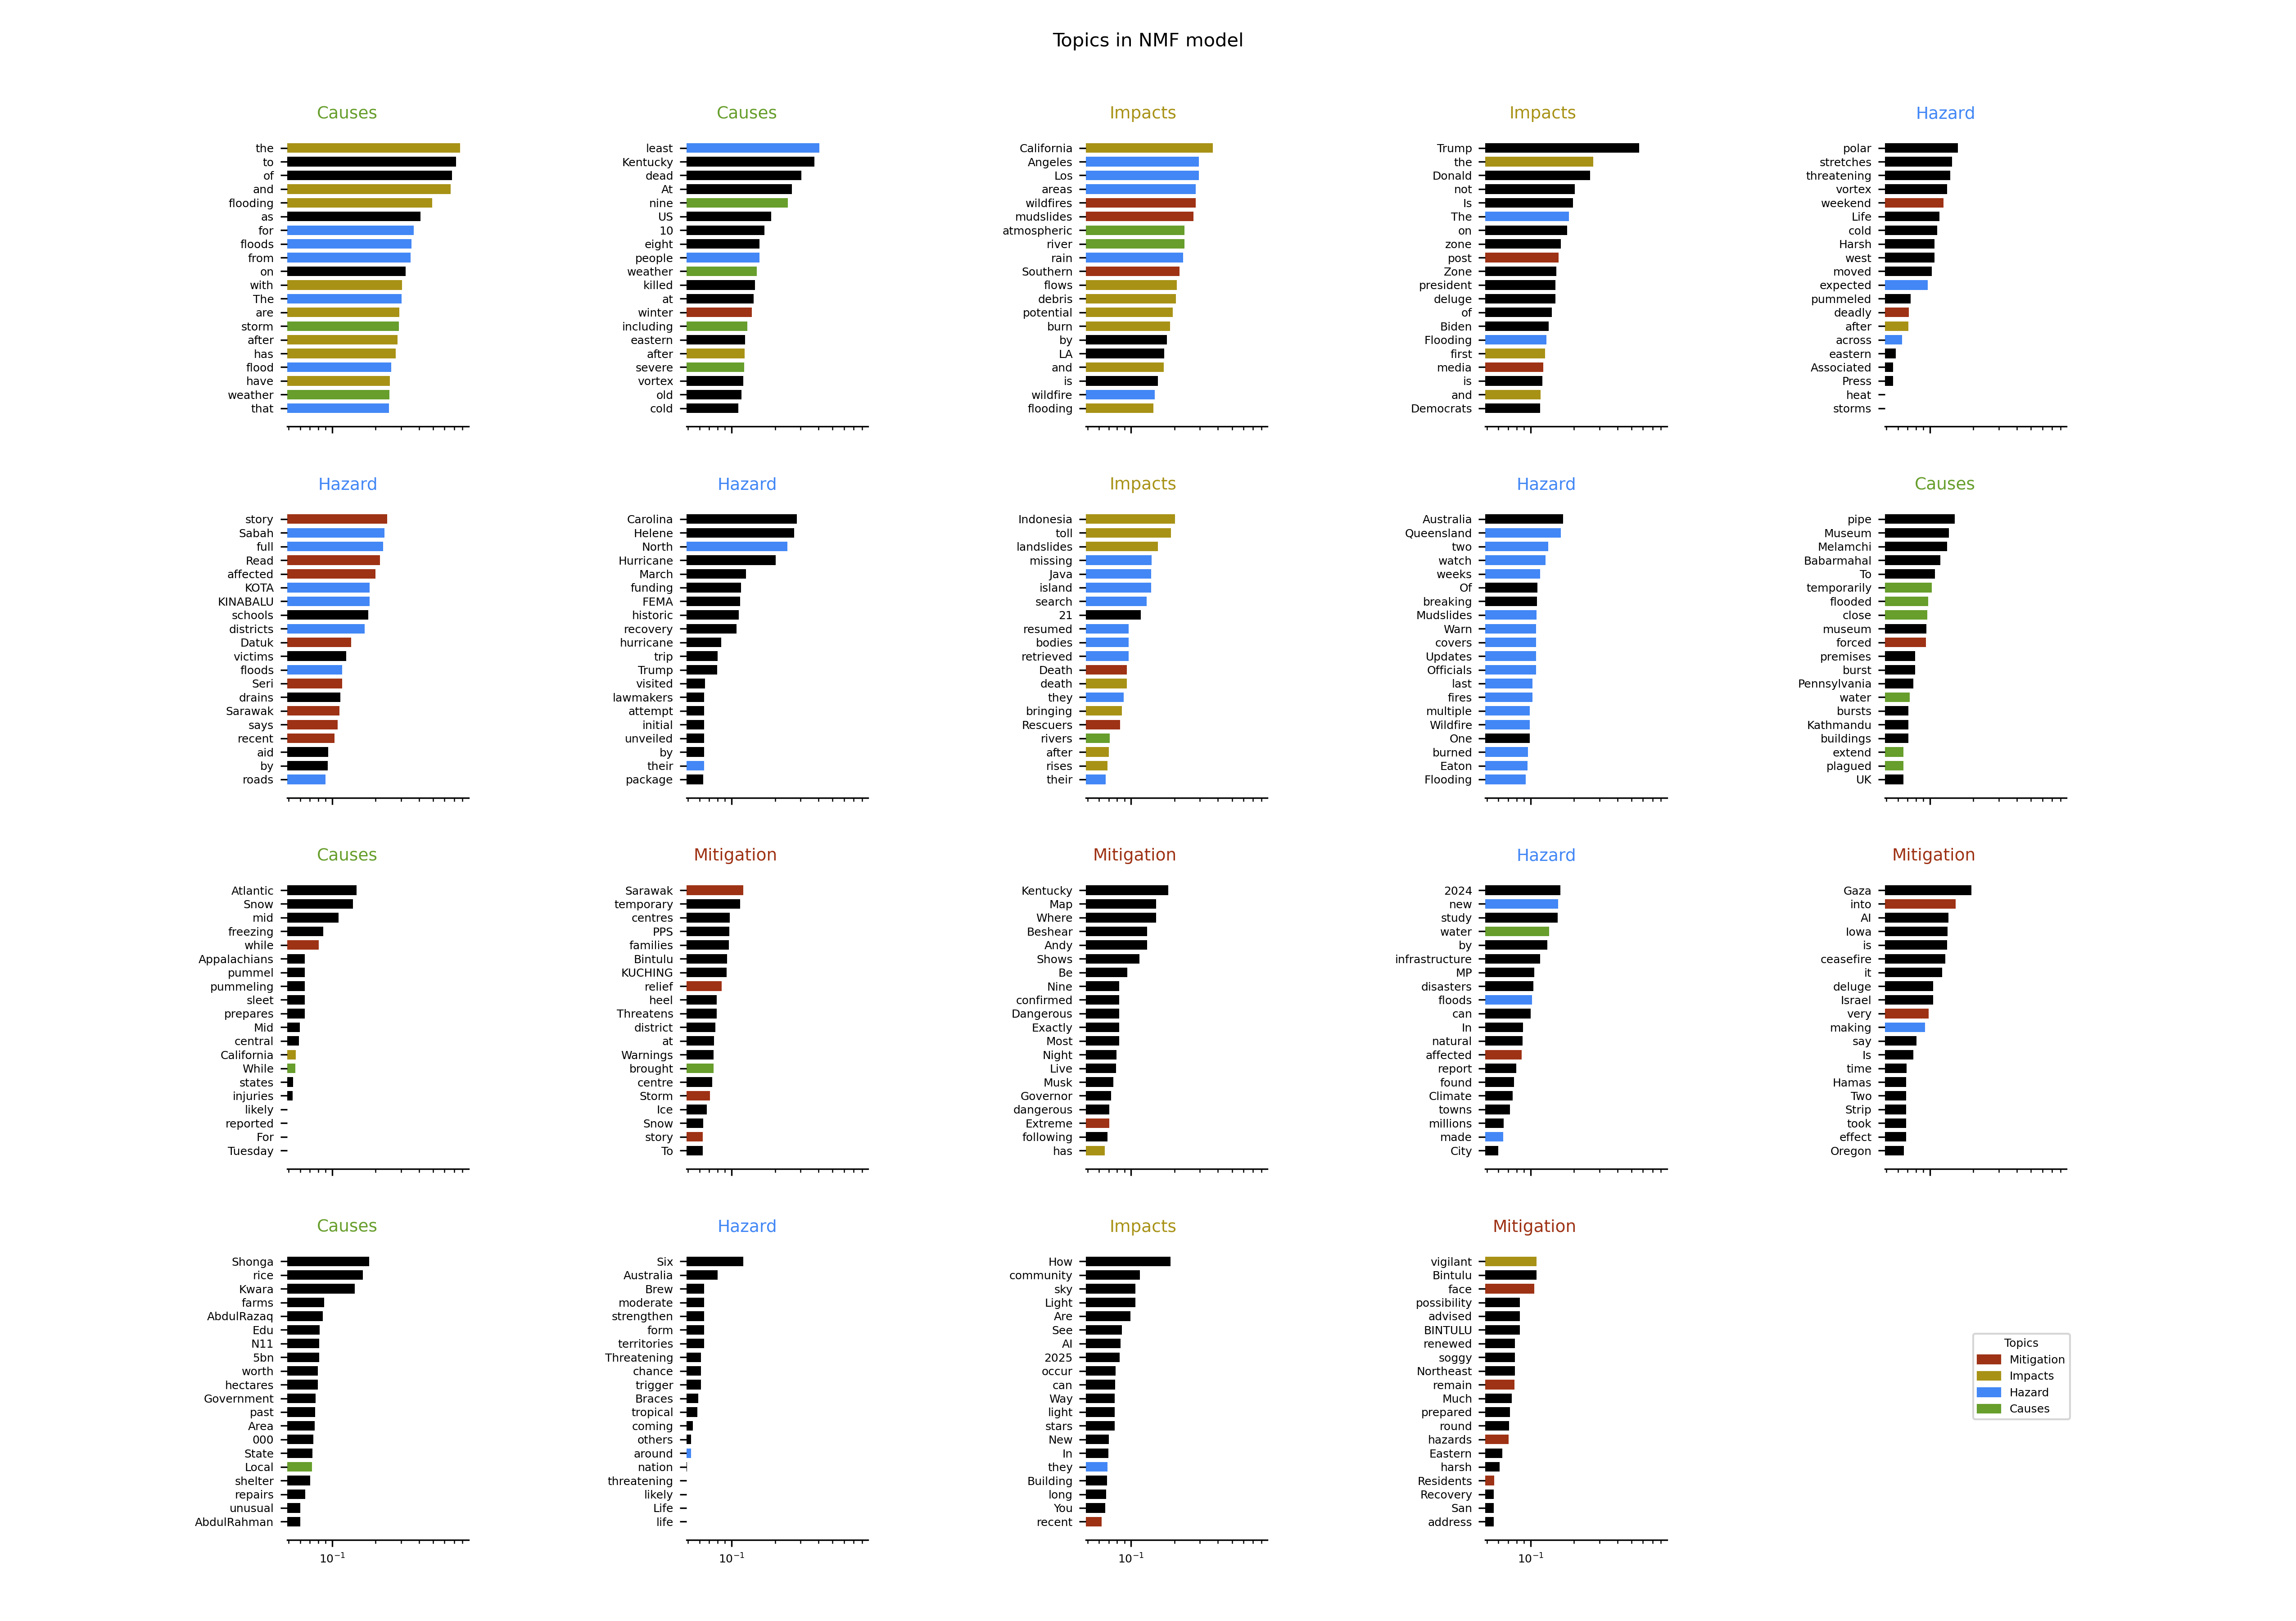 Topics in NMF model
Causes
the
to
of
and
flooding
as
for
floods
from
on
with
The
are
storm
after
has
flood
have
weather
that
Causes
least
Kentucky
dead
At
nine
US
10
eight
people
weather
killed
at
winter
including
eastern
after
severe
vortex
old
cold
Impacts
California
Angeles
Los
areas
wildfires
mudslides
atmospheric
river
rain
Southern
flows
debris
potential
burn
by
LA
and
is
wildfire
flooding
Impacts
Trump
the
Donald
not
Is
The
on
zone
post
Zone
president
deluge
of
Biden
Flooding
first
media
is
and
Democrats
Hazard
polar
stretches
threatening
vortex
weekend
Life
cold
Harsh
west
moved
expected
pummeled
deadly
after
across
eastern
Associated
Press
heat
storms
Hazard
story
Sabah
full
Read
affected
KOTA
KINABALU
schools
districts
Datuk
victims
floods
Seri
drains
Sarawak
says
recent
aid
by
roads
Hazard
Carolina
Helene
North
Hurricane
March
funding
FEMA
historic
recovery
hurricane
trip
Trump
visited
lawmakers
attempt
initial
unveiled
by
their
package
Impacts
Indonesia
toll
landslides
missing
Java
island
search
21
resumed
bodies
retrieved
Death
death
they
bringing
Rescuers
rivers
after
rises
their
Hazard
Australia
Queensland
two
watch
weeks
Of
breaking
Mudslides
Warn
covers
Updates
Officials
last
fires
multiple
Wildfire
One
burned
Eaton
Flooding
Causes
pipe
Museum
Melamchi
Babarmahal
To
temporarily
flooded
close
museum
forced
premises
burst
Pennsylvania
water
bursts
Kathmandu
buildings
extend
plagued
UK
Causes
Atlantic
Snow
mid
freezing
while
Appalachians
pummel
pummeling
sleet
prepares
Mid
central
California
While
states
injuries
likely
reported
For
Tuesday
Mitigation
Sarawak
temporary
centres
PPS
families
Bintulu
KUCHING
relief
heel
Threatens
district
at
Warnings
brought
centre
Storm
Ice
Snow
story
To
Mitigation
Kentucky
Map
Where
Beshear
Andy
Shows
Be
Nine
confirmed
Dangerous
Exactly
Most
Night
Live
Musk
Governor
dangerous
Extreme
following
has
Hazard
2024
new
study
water
by
infrastructure
MP
disasters
floods
can
In
natural
affected
report
found
Climate
towns
millions
made
City
Mitigation
Gaza
into
AI
Iowa
is
ceasefire
it
deluge
Israel
very
making
say
Is
time
Hamas
Two
Strip
took
effect
Oregon
Causes
Shonga
rice
Kwara
farms
AbdulRazaq
Edu
N11
5bn
worth
hectares
Government
past
Area
000
State
Local
shelter
repairs
unusual
AbdulRahman
10⁻¹
Hazard
Six
Australia
Brew
moderate
strengthen
form
territories
Threatening
chance
trigger
Braces
tropical
coming
others
around
nation
threatening
likely
Life
life
10⁻¹
Impacts
How
community
sky
Light
Are
See
AI
2025
occur
can
Way
light
stars
New
In
they
Building
long
You
recent
10⁻¹
Mitigation
vigilant
Bintulu
face
possibility
advised
BINTULU
renewed
soggy
Northeast
remain
Much
prepared
round
hazards
Eastern
harsh
Residents
Recovery
San
address
10⁻¹
Topics
Mitigation
Impacts
Hazard
Causes